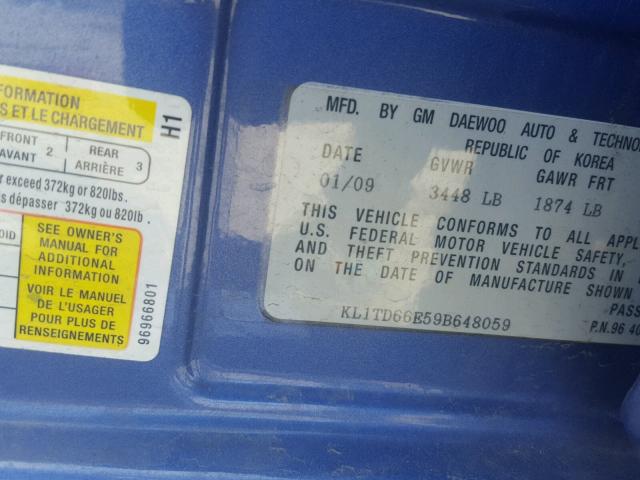 FORMATION
S ET LE CHARGEMENT
H1
FRONT
AVANT 2
REAR
ARRIÈRE 3
r exceed 372kg or 820lbs.
s dépasser 372kg ou 820lb.
OID
SEE OWNER'S
MANUAL FOR
ADDITIONAL
INFORMATION
VOIR LE MANUEL
DE L'USAGER
POUR PLUS DE
RENSEIGNEMENTS
96966801
MFD. BY GM DAEWOO AUTO & TECHNO
REPUBLIC OF KOREA
DATE GVWR GAWR FRT
01/09 3448 LB 1874 LB
THIS VEHICLE CONFORMS TO ALL APPL
U.S. FEDERAL MOTOR VEHICLE SAFETY,
AND THEFT PREVENTION STANDARDS IN
ON THE DATE OF MANUFACTURE SHOWN
PASS
KL1TD66E59B648059
P.N.96 40